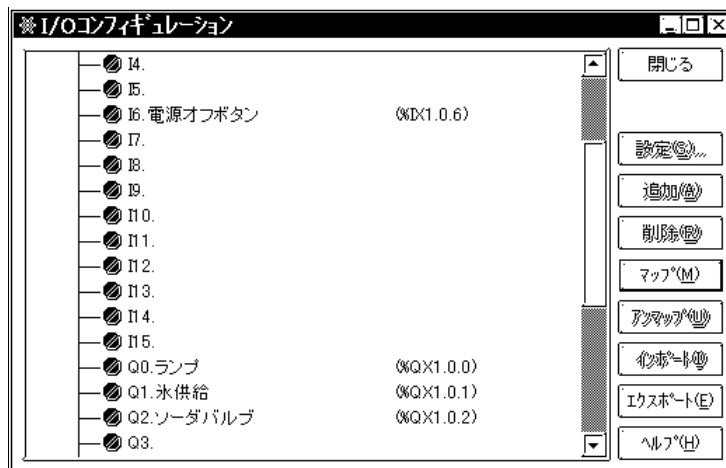 I/Oコンフィギュレーション
I4.
I5.
I6.電源オフボタン (%IX1.0.6)
I7.
I8.
I9.
I10.
I11.
I12.
I13.
I14.
I15.
Q0.ランプ (%QX1.0.0)
Q1.氷供給 (%QX1.0.1)
Q2.ソーダバルブ (%QX1.0.2)
Q3.
閉じる
設定(S)...
追加(A)
削除(R)
マップ(M)
アンマップ(U)
インポート(I)
エクスポート(E)
ヘルプ(H)